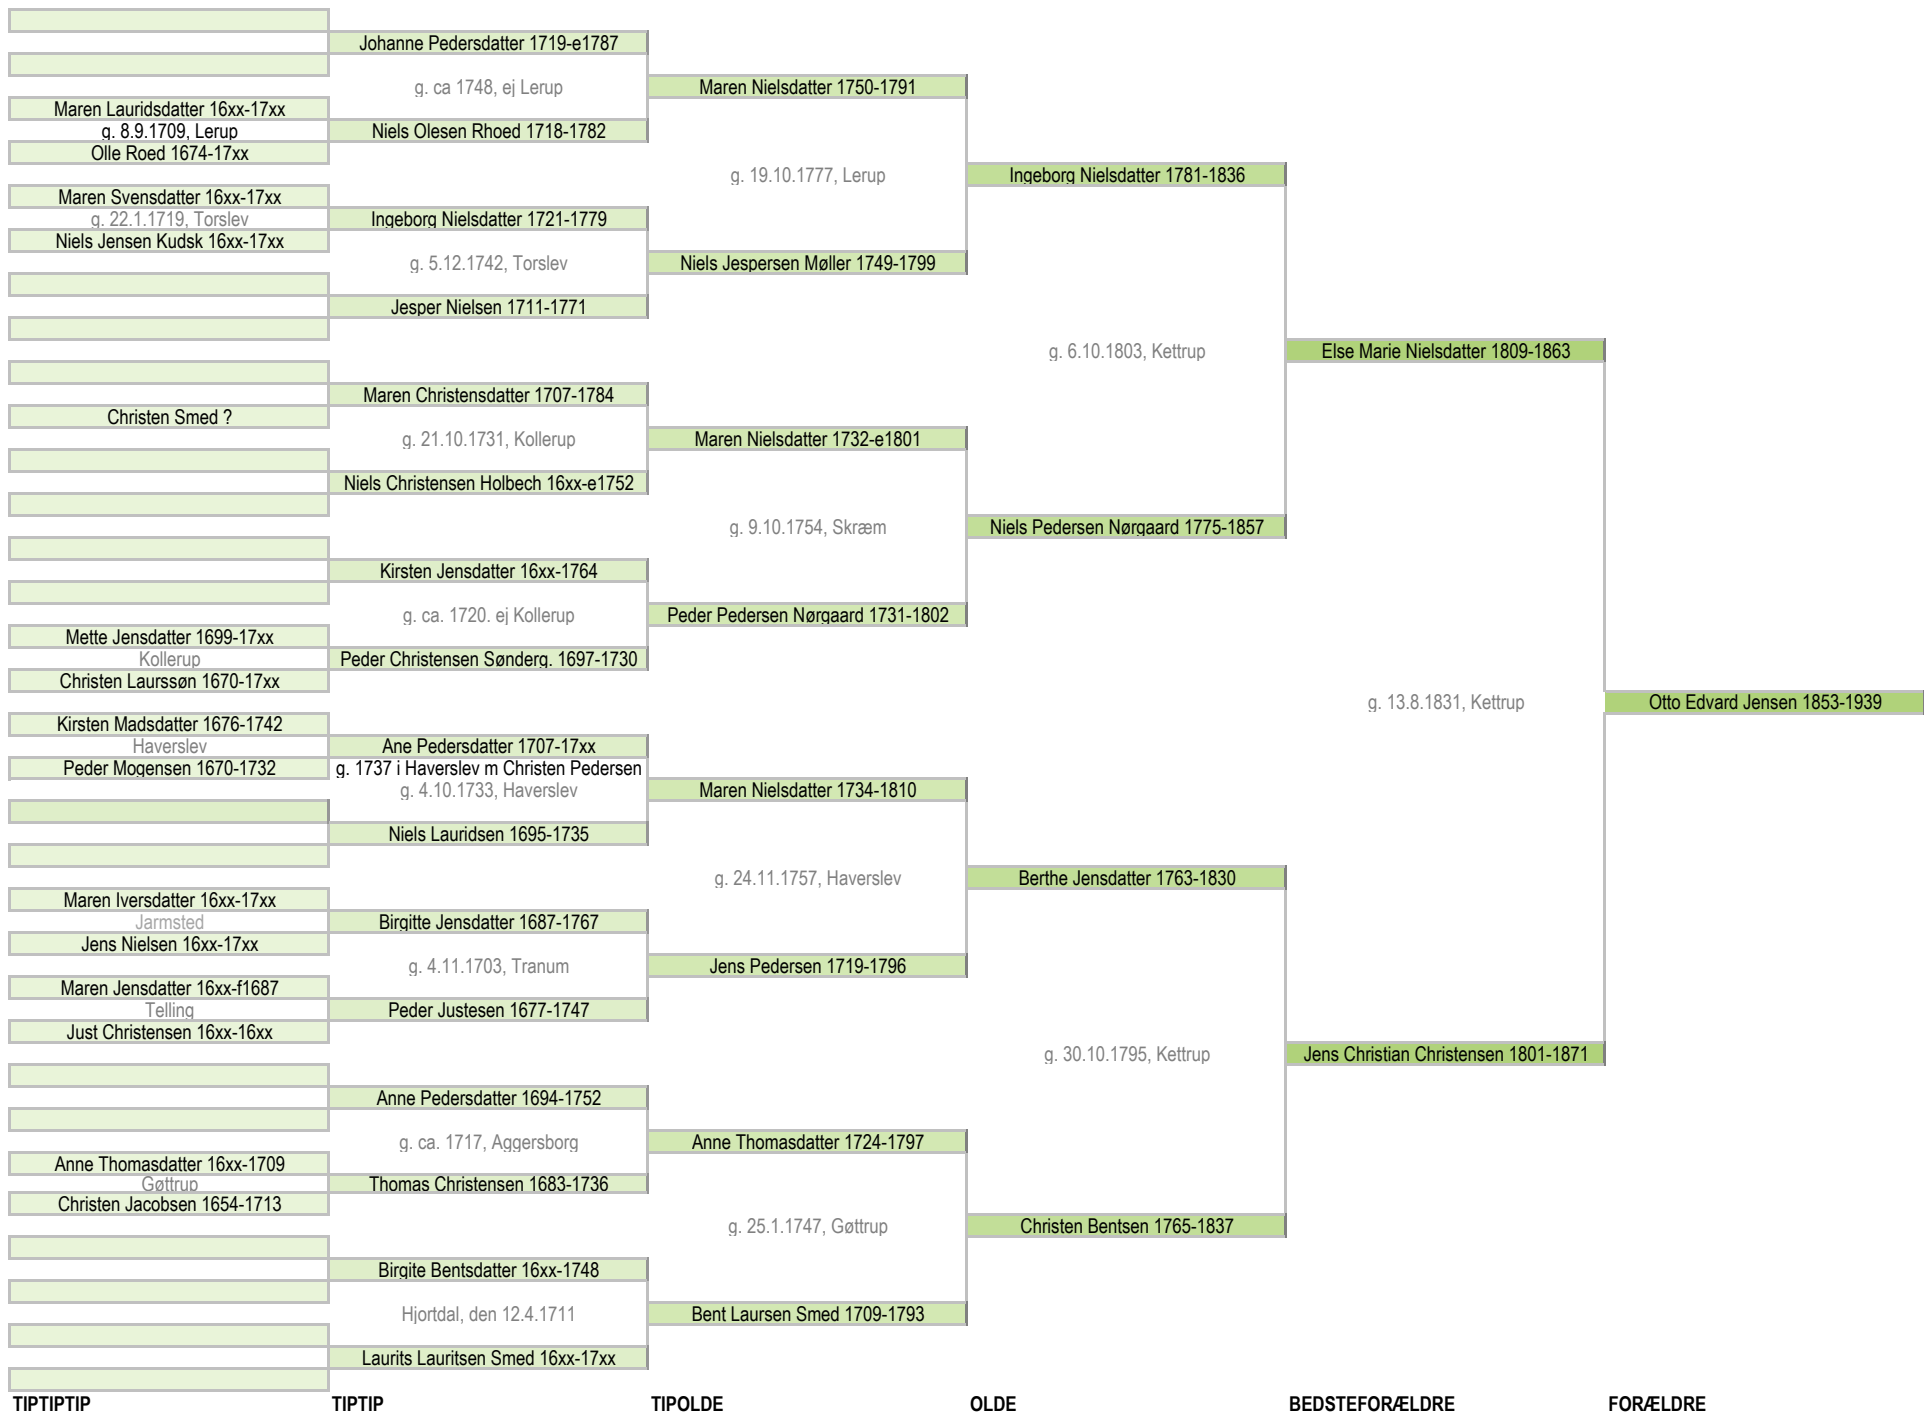 Johanne Pedersdatter 1719-e1787
g. ca 1748, ej Lerup
Maren Nielsdatter 1750-1791
Maren Lauridsdatter 16xx-17xx
g. 8.9.1709, Lerup
Niels Olesen Rhoed 1718-1782
Olle Roed 1674-17xx
g. 19.10.1777, Lerup
Ingeborg Nielsdatter 1781-1836
Maren Svensdatter 16xx-17xx
g. 22.1.1719, Torslev
Ingeborg Nielsdatter 1721-1779
Niels Jensen Kudsk 16xx-17xx
g. 5.12.1742, Torslev
Niels Jespersen Møller 1749-1799
Jesper Nielsen 1711-1771
g. 6.10.1803, Kettrup
Else Marie Nielsdatter 1809-1863
Maren Christensdatter 1707-1784
Christen Smed ?
g. 21.10.1731, Kollerup
Maren Nielsdatter 1732-e1801
Niels Christensen Holbech 16xx-e1752
g. 9.10.1754, Skræm
Niels Pedersen Nørgaard 1775-1857
Kirsten Jensdatter 16xx-1764
g. ca. 1720. ej Kollerup
Peder Pedersen Nørgaard 1731-1802
Mette Jensdatter 1699-17xx
Kollerup
Peder Christensen Sønderg. 1697-1730
Christen Laurssøn 1670-17xx
g. 13.8.1831, Kettrup
Otto Edvard Jensen 1853-1939
Kirsten Madsdatter 1676-1742
Haverslev
Ane Pedersdatter 1707-17xx
Peder Mogensen 1670-1732
g. 1737 i Haverslev m Christen Pedersen
g. 4.10.1733, Haverslev
Maren Nielsdatter 1734-1810
Niels Lauridsen 1695-1735
g. 24.11.1757, Haverslev
Berthe Jensdatter 1763-1830
Maren Iversdatter 16xx-17xx
Jarmsted
Birgitte Jensdatter 1687-1767
Jens Nielsen 16xx-17xx
g. 4.11.1703, Tranum
Jens Pedersen 1719-1796
Maren Jensdatter 16xx-f1687
Telling
Peder Justesen 1677-1747
Just Christensen 16xx-16xx
g. 30.10.1795, Kettrup
Jens Christian Christensen 1801-1871
Anne Pedersdatter 1694-1752
g. ca. 1717, Aggersborg
Anne Thomasdatter 1724-1797
Anne Thomasdatter 16xx-1709
Gøttrup
Thomas Christensen 1683-1736
Christen Jacobsen 1654-1713
g. 25.1.1747, Gøttrup
Christen Bentsen 1765-1837
Birgite Bentsdatter 16xx-1748
Hjortdal, den 12.4.1711
Bent Laursen Smed 1709-1793
Laurits Lauritsen Smed 16xx-17xx
TIPTIPTIP
TIPTIP
TIPOLDE
OLDE
BEDSTEFORÆLDRE
FORÆLDRE